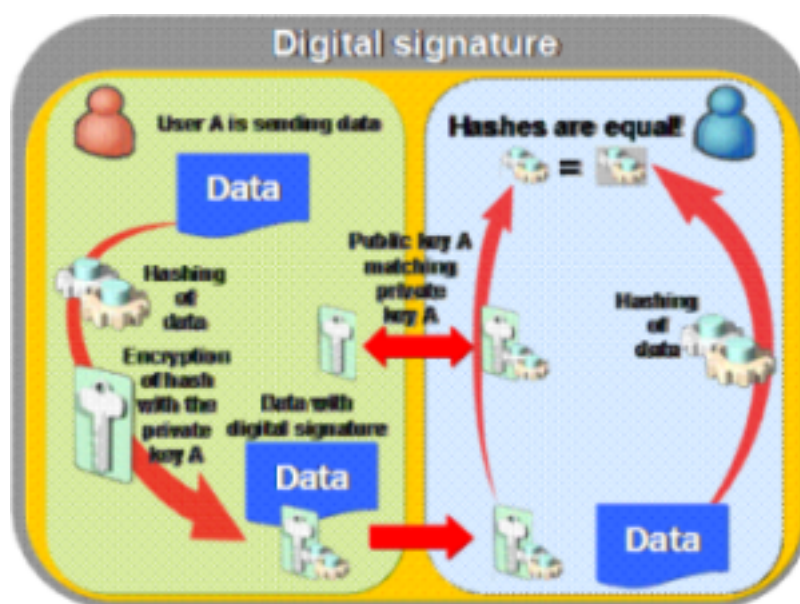 Digital signature
User A is sending data
Data
Hashing
of
data
Encryption
of hash
with the
private
key A
Data with
digital signature
Data
Public key A
matching
private
key A
Hashes are equal!
=
Hashing
of
data
Data